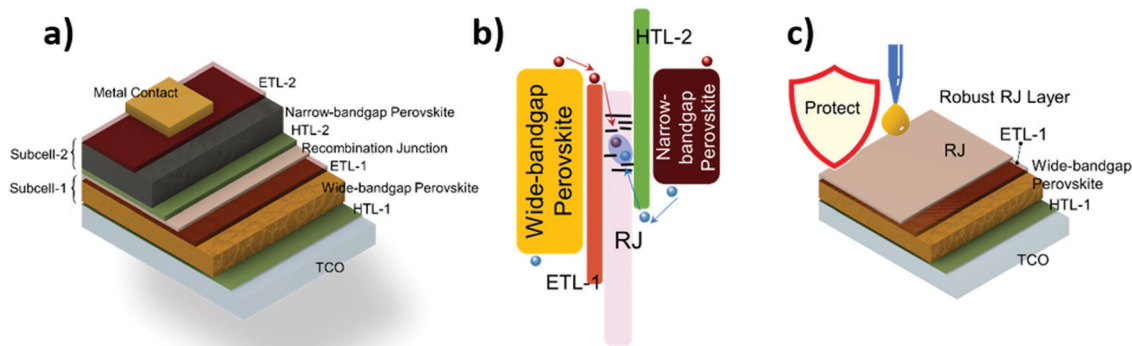 a)
Metal Contact
ETL-2
Narrow-bandgap Perovskite
HTL-2
Recombination Junction
ETL-1
Wide-bandgap Perovskite
HTL-1
TCO
Subcell-2
Subcell-1
b)
HTL-2
Wide-bandgap
Perovskite
Narrow-
bandgap
Perovskite
RJ
ETL-1
c)
Protect
Robust RJ Layer
RJ
ETL-1
Wide-bandgap
Perovskite
HTL-1
TCO